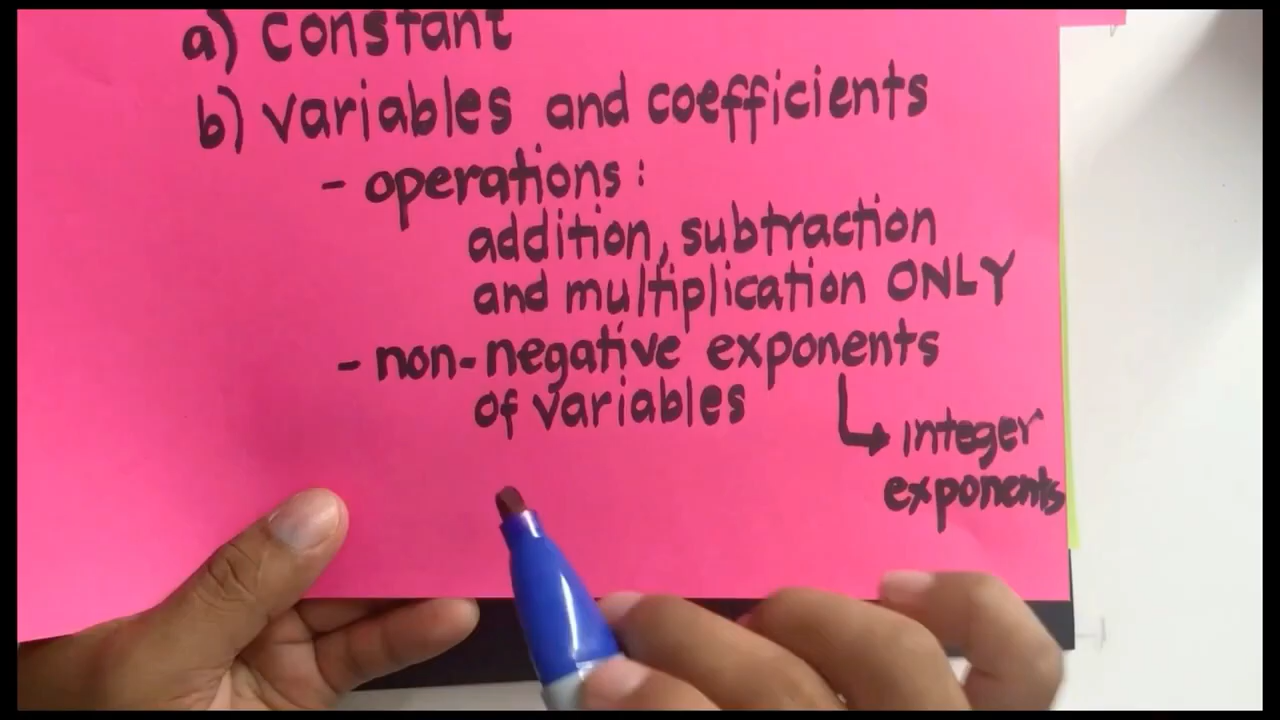 a) constant
b) variables and coefficients
- operations:
addition, subtraction
and multiplication ONLY
- non-negative exponents
of variables
↳ integer
exponents